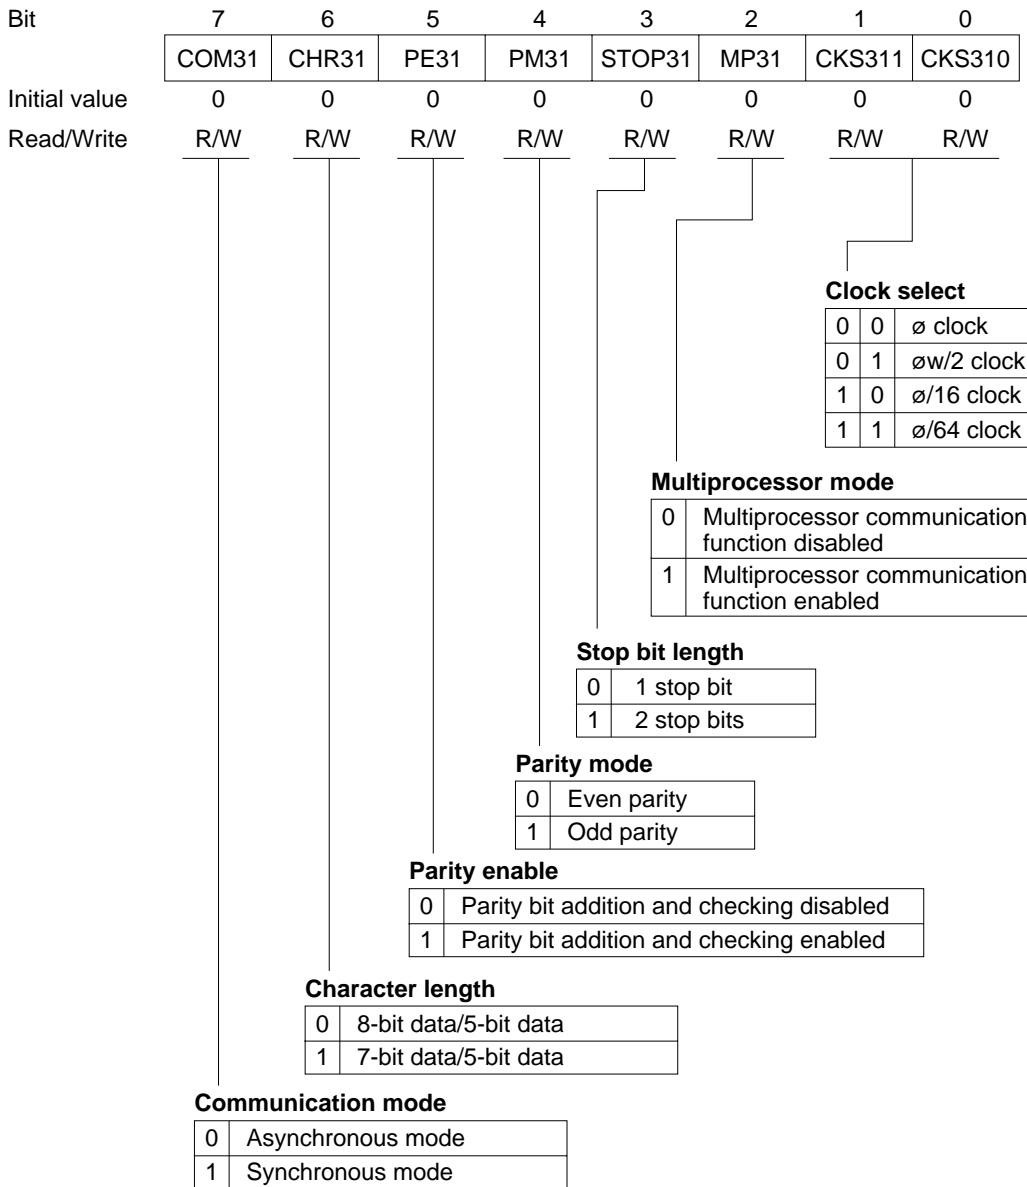 Bit 7 6 5 4 3 2 1 0
COM31 CHR31 PE31 PM31 STOP31 MP31 CKS311 CKS310
Initial value 0 0 0 0 0 0 0 0
Read/Write R/W R/W R/W R/W R/W R/W R/W R/W
Clock select
0 0 ø clock
0 1 øw/2 clock
1 0 ø/16 clock
1 1 ø/64 clock
Multiprocessor mode
0 Multiprocessor communication
function disabled
1 Multiprocessor communication
function enabled
Stop bit length
0 1 stop bit
1 2 stop bits
Parity mode
0 Even parity
1 Odd parity
Parity enable
0 Parity bit addition and checking disabled
1 Parity bit addition and checking enabled
Character length
0 8-bit data/5-bit data
1 7-bit data/5-bit data
Communication mode
0 Asynchronous mode
1 Synchronous mode